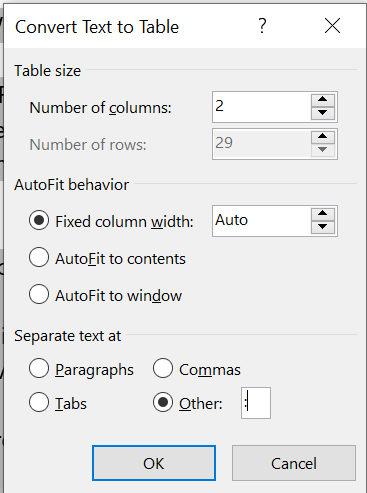 Convert Text to Table ?
Table size
Number of columns: 2
Number of rows: 29
AutoFit behavior
Fixed column width: Auto
AutoFit to contents
AutoFit to window
Separate text at
Paragraphs Commas
Tabs Other: :
OK Cancel